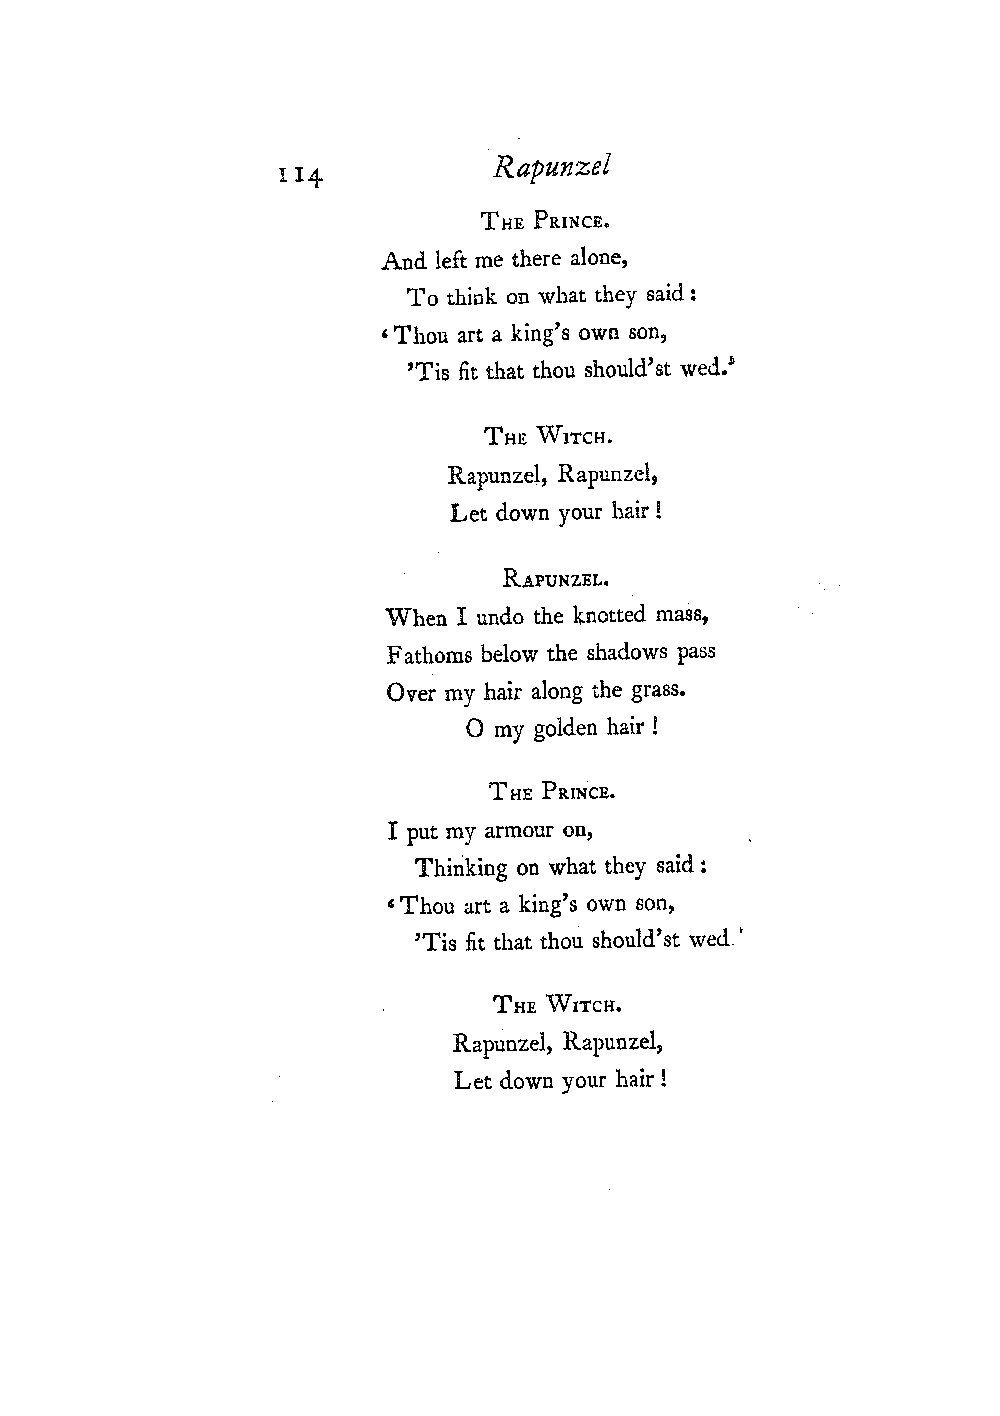 114 Rapunzel
The Prince.
And left me there alone,
To think on what they said :
‘Thou art a king’s own son,
’Tis fit that thou should’st wed.’
The Witch.
Rapunzel, Rapunzel,
Let down your hair !
Rapunzel.
When I undo the knotted mass,
Fathoms below the shadows pass
Over my hair along the grass.
O my golden hair !
The Prince.
I put my armour on,
Thinking on what they said :
‘Thou art a king’s own son,
’Tis fit that thou should’st wed.’
The Witch.
Rapunzel, Rapunzel,
Let down your hair !